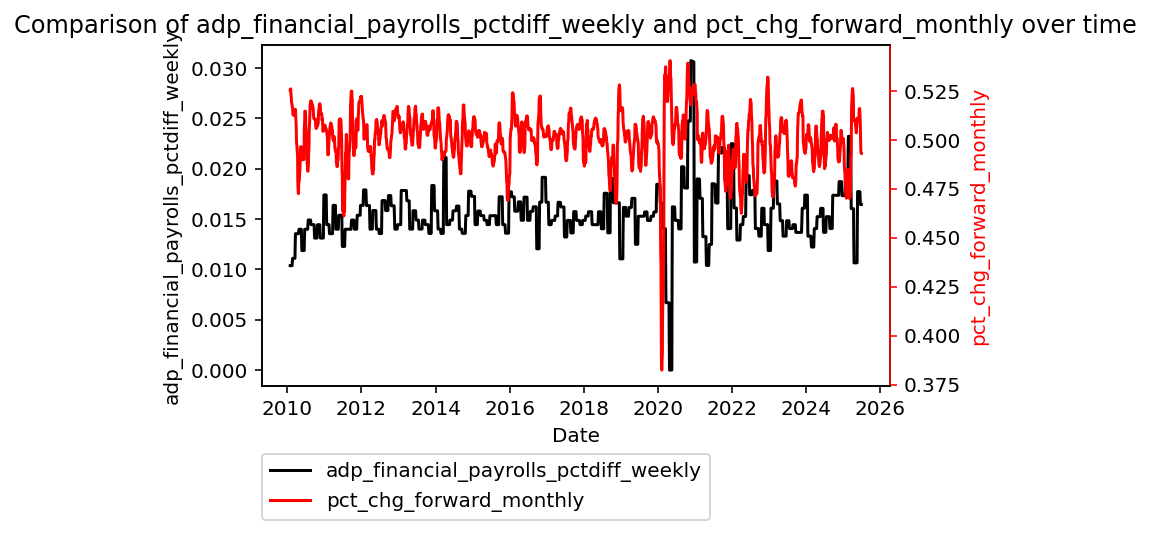 Comparison of adp_financial_payrolls_pctdiff_weekly and pct_chg_forward_monthly over time
adp_financial_payrolls_pctdiff_weekly
0.030
0.025
0.020
0.015
0.010
0.005
0.000
0.525
0.500
0.475
0.450
0.425
0.400
0.375
pct_chg_forward_monthly
2010 2012 2014 2016 2018 2020 2022 2024 2026
Date
adp_financial_payrolls_pctdiff_weekly
pct_chg_forward_monthly